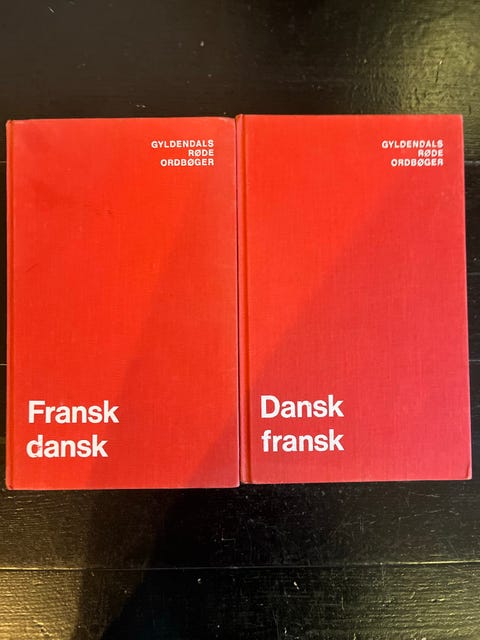 GYLDENDALS
RØDE
ORDBØGER
Fransk
dansk
GYLDENDALS
RØDE
ORDBØGER
Dansk
fransk